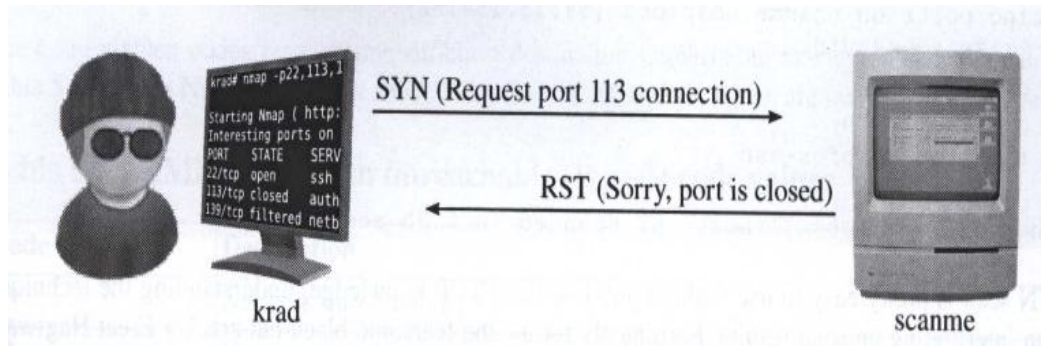 krad# nmap -p22,113,1
Starting Nmap ( http:
Interesting ports on
PORT STATE SERV
22/tcp open ssh
113/tcp closed auth
139/tcp filtered netb
SYN (Request port 113 connection)
RST (Sorry, port is closed)
krad
scanme